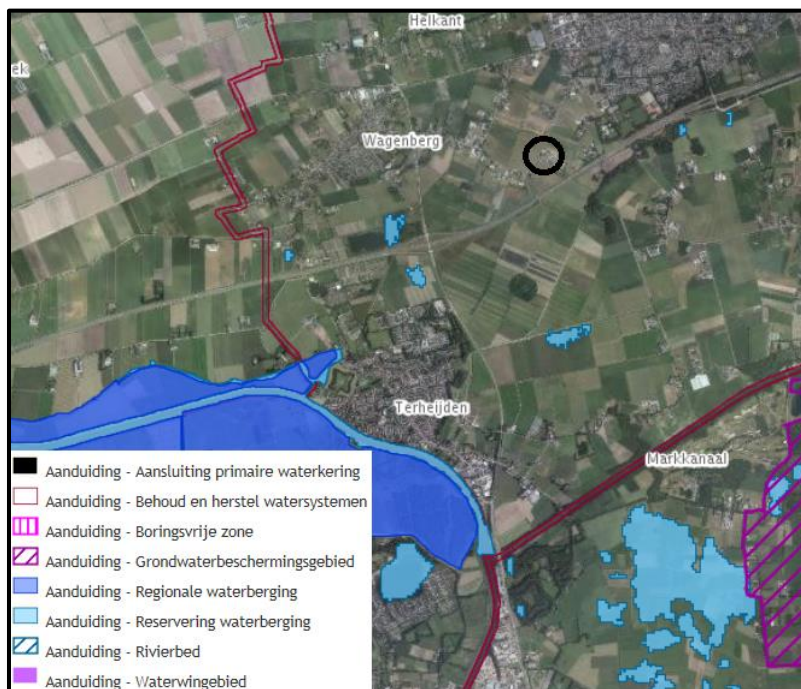 Helkant
ek
Wagenberg
Terheijden
Markkanaal
Aanduiding - Aansluiting primaire waterkering
Aanduiding - Behoud en herstel watersystemen
Aanduiding - Boringsvrije zone
Aanduiding - Grondwaterbeschermingsgebied
Aanduiding - Regionale waterberging
Aanduiding - Reservering waterberging
Aanduiding - Rivierbed
Aanduiding - Waterwingebied